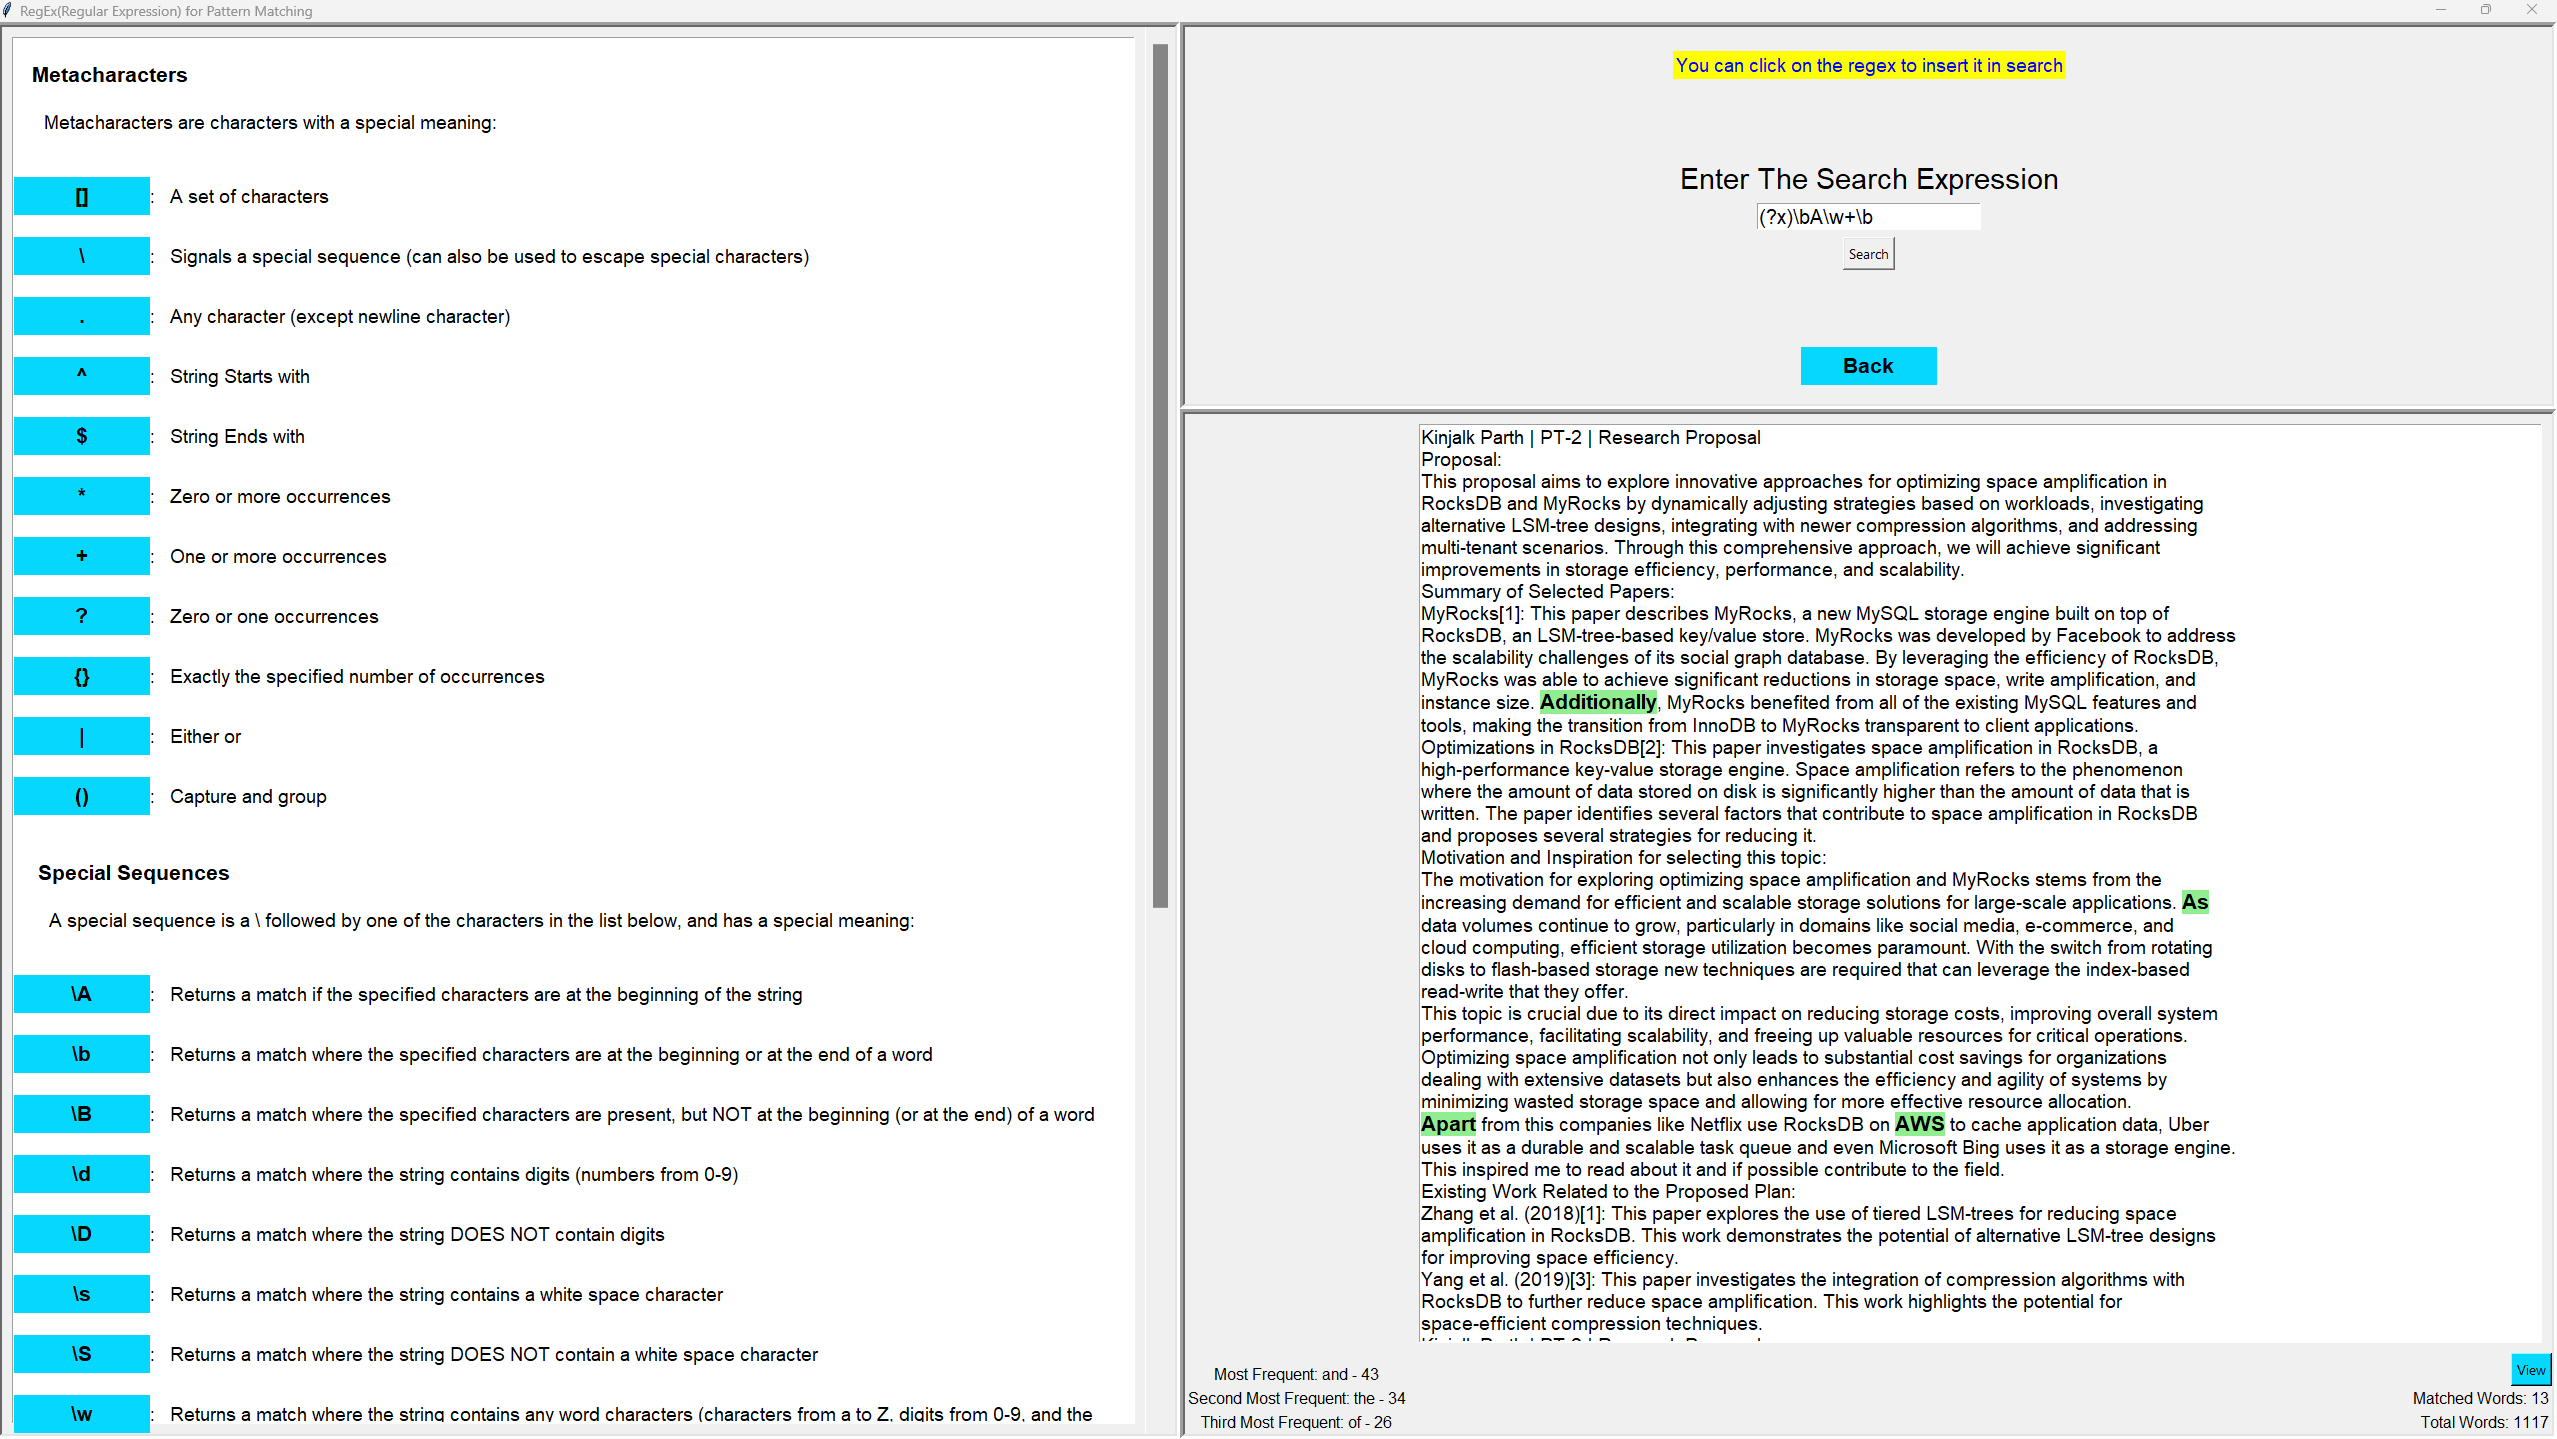 RegEx(Regular Expression) for Pattern Matching
Metacharacters
Metacharacters are characters with a special meaning:
[] : A set of characters
\ : Signals a special sequence (can also be used to escape special characters)
. : Any character (except newline character)
^ : String Starts with
$ : String Ends with
* : Zero or more occurrences
+ : One or more occurrences
? : Zero or one occurrences
{} : Exactly the specified number of occurrences
| : Either or
() : Capture and group
Special Sequences
A special sequence is a \ followed by one of the characters in the list below, and has a special meaning:
\A : Returns a match if the specified characters are at the beginning of the string
\b : Returns a match where the specified characters are at the beginning or at the end of a word
\B : Returns a match where the specified characters are present, but NOT at the beginning (or at the end) of a word
\d : Returns a match where the string contains digits (numbers from 0-9)
\D : Returns a match where the string DOES NOT contain digits
\s : Returns a match where the string contains a white space character
\S : Returns a match where the string DOES NOT contain a white space character
\w : Returns a match where the string contains any word characters (characters from a to Z, digits from 0-9, and the
You can click on the regex to insert it in search
Enter The Search Expression
(?x)\bA\w+\b
Search
Back
Kinjalk Parth | PT-2 | Research Proposal
Proposal:
This proposal aims to explore innovative approaches for optimizing space amplification in
RocksDB and MyRocks by dynamically adjusting strategies based on workloads, investigating
alternative LSM-tree designs, integrating with newer compression algorithms, and addressing
multi-tenant scenarios. Through this comprehensive approach, we will achieve significant
improvements in storage efficiency, performance, and scalability.
Summary of Selected Papers:
MyRocks[1]: This paper describes MyRocks, a new MySQL storage engine built on top of
RocksDB, an LSM-tree-based key/value store. MyRocks was developed by Facebook to address
the scalability challenges of its social graph database. By leveraging the efficiency of RocksDB,
MyRocks was able to achieve significant reductions in storage space, write amplification, and
instance size. Additionally, MyRocks benefited from all of the existing MySQL features and
tools, making the transition from InnoDB to MyRocks transparent to client applications.
Optimizations in RocksDB[2]: This paper investigates space amplification in RocksDB, a
high-performance key-value storage engine. Space amplification refers to the phenomenon
where the amount of data stored on disk is significantly higher than the amount of data that is
written. The paper identifies several factors that contribute to space amplification in RocksDB
and proposes several strategies for reducing it.
Motivation and Inspiration for selecting this topic:
The motivation for exploring optimizing space amplification and MyRocks stems from the
increasing demand for efficient and scalable storage solutions for large-scale applications. As
data volumes continue to grow, particularly in domains like social media, e-commerce, and
cloud computing, efficient storage utilization becomes paramount. With the switch from rotating
disks to flash-based storage new techniques are required that can leverage the index-based
read-write that they offer.
This topic is crucial due to its direct impact on reducing storage costs, improving overall system
performance, facilitating scalability, and freeing up valuable resources for critical operations.
Optimizing space amplification not only leads to substantial cost savings for organizations
dealing with extensive datasets but also enhances the efficiency and agility of systems by
minimizing wasted storage space and allowing for more effective resource allocation.
Apart from this companies like Netflix use RocksDB on AWS to cache application data, Uber
uses it as a durable and scalable task queue and even Microsoft Bing uses it as a storage engine.
This inspired me to read about it and if possible contribute to the field.
Existing Work Related to the Proposed Plan:
Zhang et al. (2018)[1]: This paper explores the use of tiered LSM-trees for reducing space
amplification in RocksDB. This work demonstrates the potential of alternative LSM-tree designs
for improving space efficiency.
Yang et al. (2019)[3]: This paper investigates the integration of compression algorithms with
RocksDB to further reduce space amplification. This work highlights the potential for
space-efficient compression techniques.
Most Frequent: and - 43
Second Most Frequent: the - 34
Third Most Frequent: of - 26
View
Matched Words: 13
Total Words: 1117